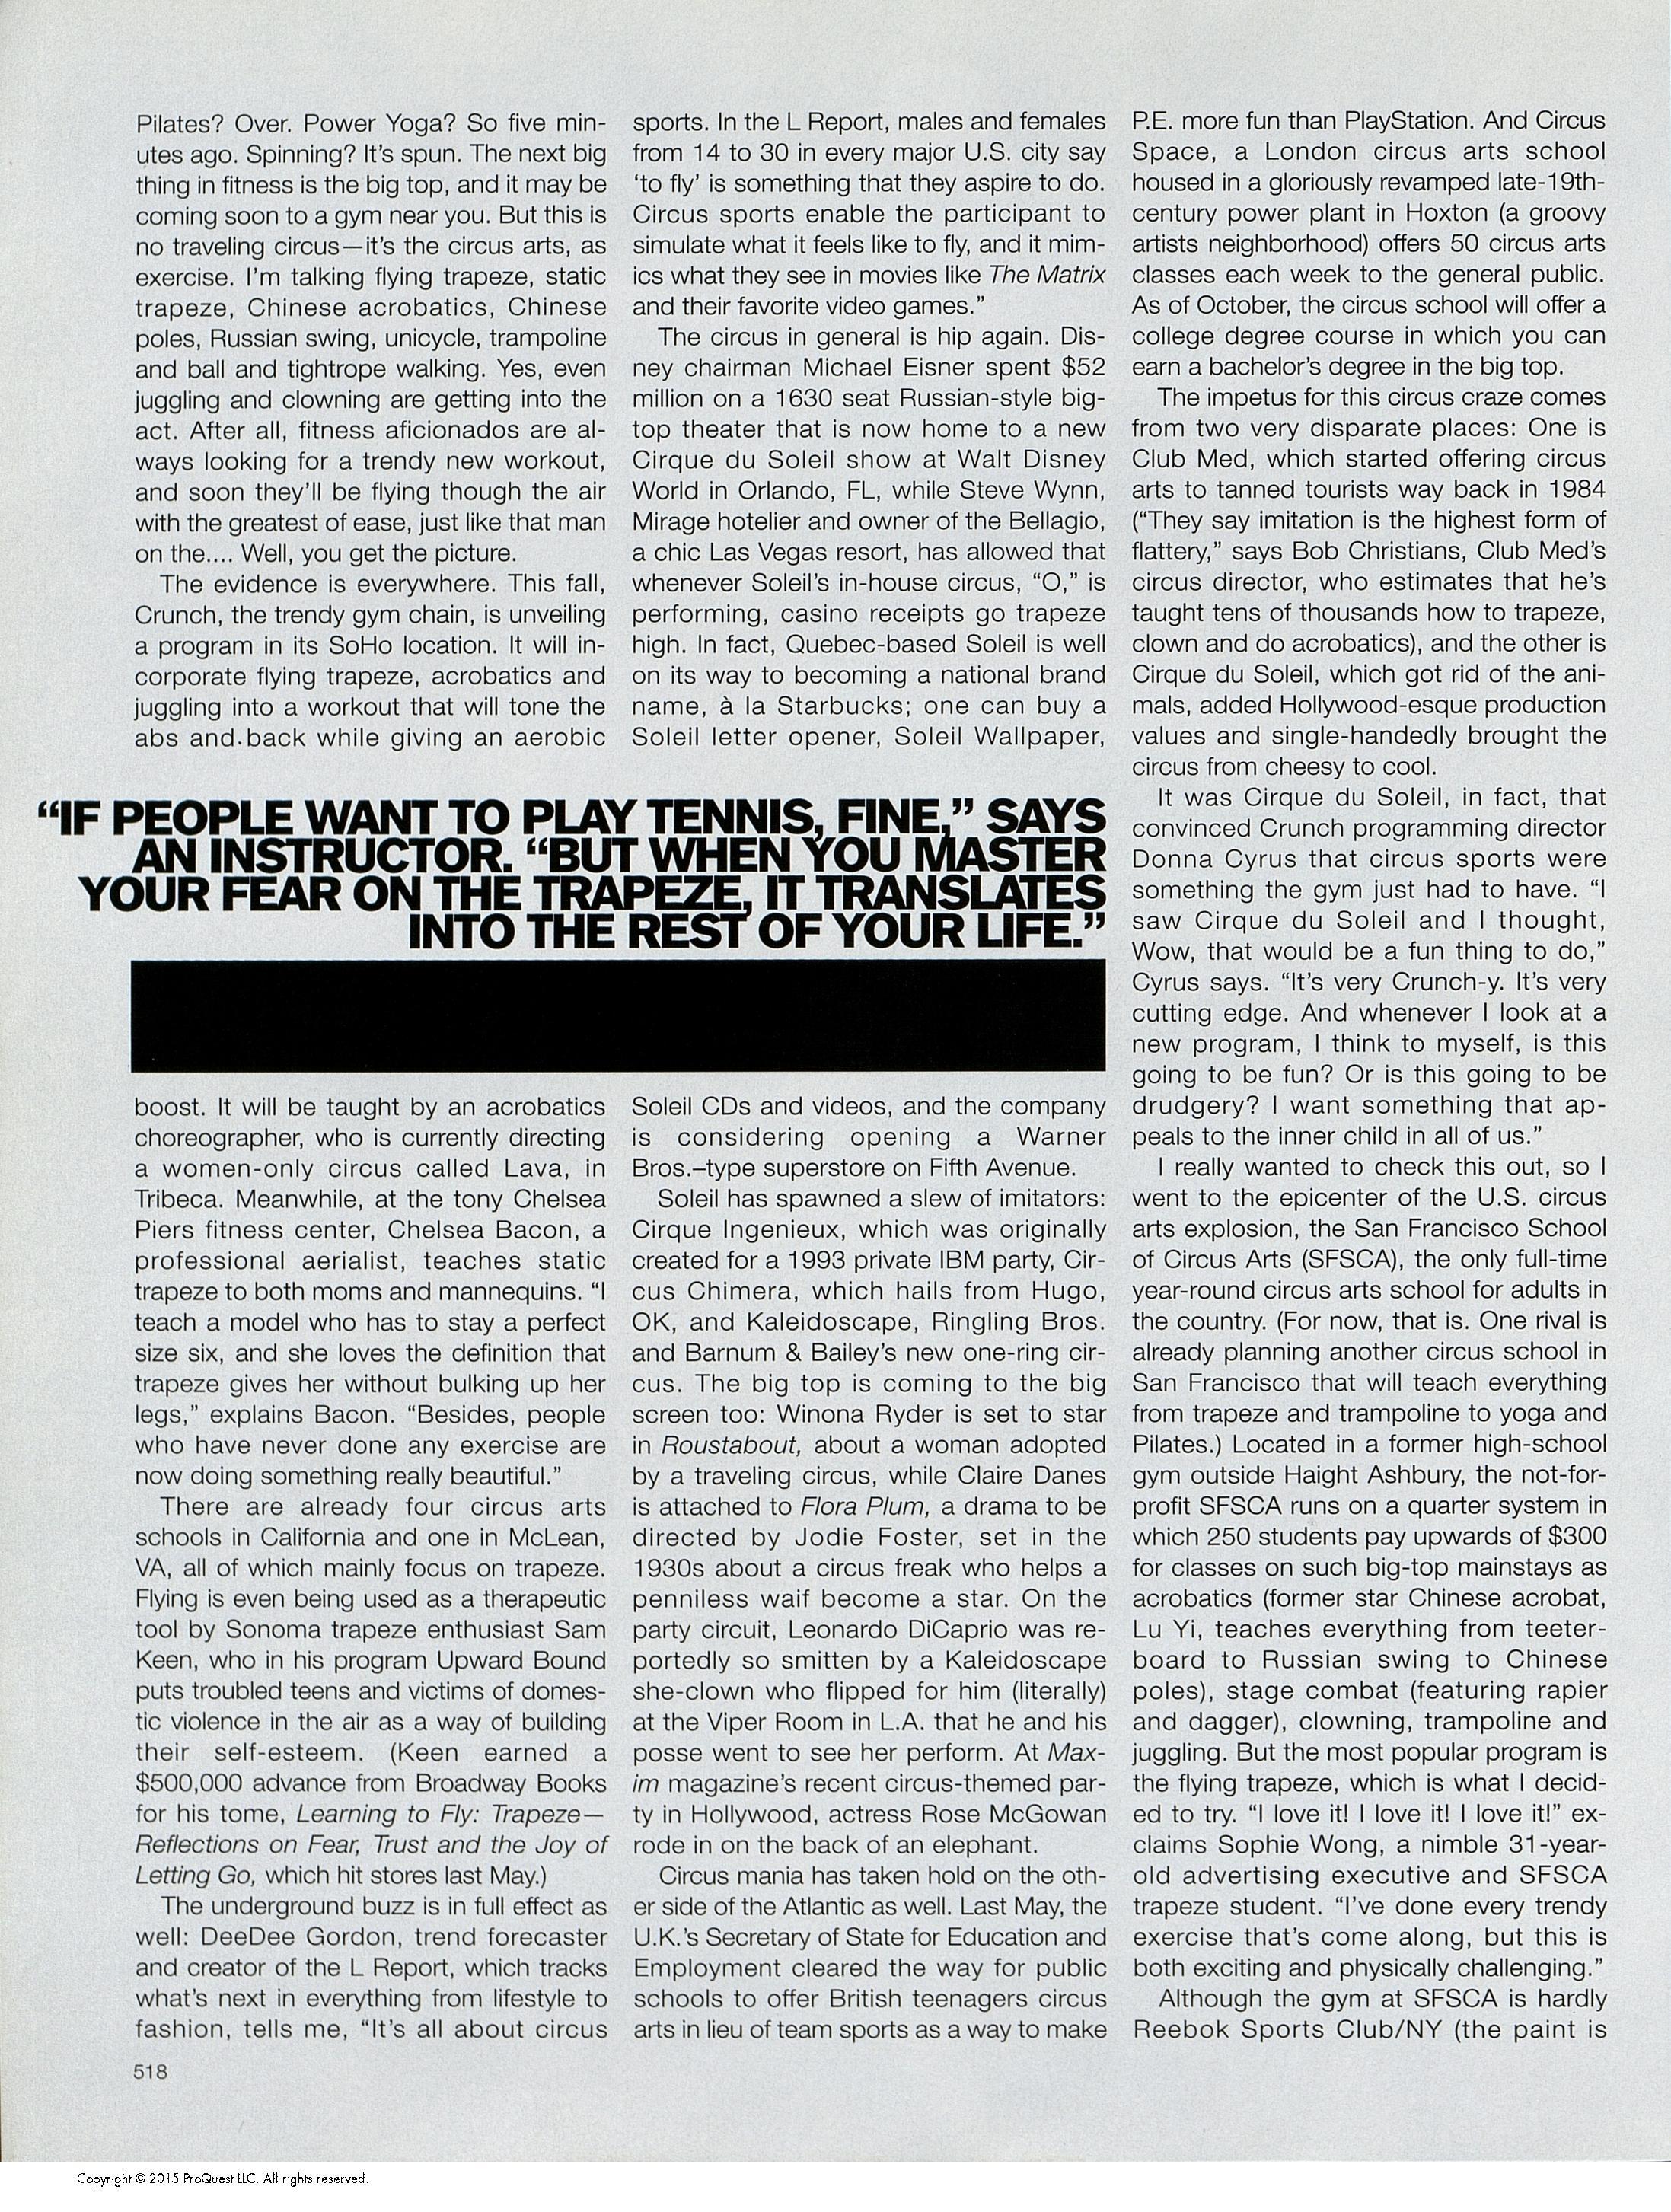 Pilates? Over. Power Yoga? So five min-
utes ago. Spinning? It's spun. The next big
thing in fitness is the big top, and it may be
coming soon to a gym near you. But this is
no traveling circus—it's the circus arts, as
exercise. I'm talking flying trapeze, static
trapeze, Chinese acrobatics, Chinese
poles, Russian swing, unicycle, trampoline
and ball and tightrope walking. Yes, even
juggling and clowning are getting into the
act. After all, fitness aficionados are al-
ways looking for a trendy new workout,
and soon they'll be flying though the air
with the greatest of ease, just like that man
on the.... Well, you get the picture.
The evidence is everywhere. This fall,
Crunch, the trendy gym chain, is unveiling
a program in its SoHo location. It will in-
corporate flying trapeze, acrobatics and
juggling into a workout that will tone the
abs and back while giving an aerobic
boost. It will be taught by an acrobatics
choreographer, who is currently directing
a women-only circus called Lava, in
Tribeca. Meanwhile, at the tony Chelsea
Piers fitness center, Chelsea Bacon, a
professional aerialist, teaches static
trapeze to both moms and mannequins. "I
teach a model who has to stay a perfect
size six, and she loves the definition that
trapeze gives her without bulking up her
legs," explains Bacon. "Besides, people
who have never done any exercise are
now doing something really beautiful."
There are already four circus arts
schools in California and one in McLean,
VA, all of which mainly focus on trapeze.
Flying is even being used as a therapeutic
tool by Sonoma trapeze enthusiast Sam
Keen, who in his program Upward Bound
puts troubled teens and victims of domes-
tic violence in the air as a way of building
their self-esteem. (Keen earned a
$500,000 advance from Broadway Books
for his tome, Learning to Fly: Trapeze—
Reflections on Fear, Trust and the Joy of
Letting Go, which hit stores last May.)
The underground buzz is in full effect as
well: DeeDee Gordon, trend forecaster
and creator of the L Report, which tracks
what's next in everything from lifestyle to
fashion, tells me, "It's all about circus
sports. In the L Report, males and females
from 14 to 30 in every major U.S. city say
'to fly' is something that they aspire to do.
Circus sports enable the participant to
simulate what it feels like to fly, and it mim-
ics what they see in movies like The Matrix
and their favorite video games."
The circus in general is hip again. Dis-
ney chairman Michael Eisner spent $52
million on a 1630 seat Russian-style big-
top theater that is now home to a new
Cirque du Soleil show at Walt Disney
World in Orlando, FL, while Steve Wynn,
Mirage hotelier and owner of the Bellagio,
a chic Las Vegas resort, has allowed that
whenever Soleil's in-house circus, "O," is
performing, casino receipts go trapeze
high. In fact, Quebec-based Soleil is well
on its way to becoming a national brand
name, à la Starbucks; one can buy a
Soleil letter opener, Soleil Wallpaper,
Soleil CDs and videos, and the company
is considering opening a Warner
Bros.–type superstore on Fifth Avenue.
Soleil has spawned a slew of imitators:
Cirque Ingenieux, which was originally
created for a 1993 private IBM party, Cir-
cus Chimera, which hails from Hugo,
OK, and Kaleidoscape, Ringling Bros.
and Barnum & Bailey's new one-ring cir-
cus. The big top is coming to the big
screen too: Winona Ryder is set to star
in Roustabout, about a woman adopted
by a traveling circus, while Claire Danes
is attached to Flora Plum, a drama to be
directed by Jodie Foster, set in the
1930s about a circus freak who helps a
penniless waif become a star. On the
party circuit, Leonardo DiCaprio was re-
portedly so smitten by a Kaleidoscape
she-clown who flipped for him (literally)
at the Viper Room in L.A. that he and his
posse went to see her perform. At Max-
im magazine's recent circus-themed par-
ty in Hollywood, actress Rose McGowan
rode in on the back of an elephant.
Circus mania has taken hold on the oth-
er side of the Atlantic as well. Last May, the
U.K.'s Secretary of State for Education and
Employment cleared the way for public
schools to offer British teenagers circus
arts in lieu of team sports as a way to make
P.E. more fun than PlayStation. And Circus
Space, a London circus arts school
housed in a gloriously revamped late-19th-
century power plant in Hoxton (a groovy
artists neighborhood) offers 50 circus arts
classes each week to the general public.
As of October, the circus school will offer a
college degree course in which you can
earn a bachelor's degree in the big top.
The impetus for this circus craze comes
from two very disparate places: One is
Club Med, which started offering circus
arts to tanned tourists way back in 1984
("They say imitation is the highest form of
flattery," says Bob Christians, Club Med's
circus director, who estimates that he's
taught tens of thousands how to trapeze,
clown and do acrobatics), and the other is
Cirque du Soleil, which got rid of the ani-
mals, added Hollywood-esque production
values and single-handedly brought the
circus from cheesy to cool.
It was Cirque du Soleil, in fact, that
convinced Crunch programming director
Donna Cyrus that circus sports were
something the gym just had to have. "I
saw Cirque du Soleil and I thought,
Wow, that would be a fun thing to do,"
Cyrus says. "It's very Crunch-y. It's very
cutting edge. And whenever I look at a
new program, I think to myself, is this
going to be fun? Or is this going to be
drudgery? I want something that ap-
peals to the inner child in all of us."
I really wanted to check this out, so I
went to the epicenter of the U.S. circus
arts explosion, the San Francisco School
of Circus Arts (SFSCA), the only full-time
year-round circus arts school for adults in
the country. (For now, that is. One rival is
already planning another circus school in
San Francisco that will teach everything
from trapeze and trampoline to yoga and
Pilates.) Located in a former high-school
gym outside Haight Ashbury, the not-for-
profit SFSCA runs on a quarter system in
which 250 students pay upwards of $300
for classes on such big-top mainstays as
acrobatics (former star Chinese acrobat,
Lu Yi, teaches everything from teeter-
board to Russian swing to Chinese
poles), stage combat (featuring rapier
and dagger), clowning, trampoline and
juggling. But the most popular program is
the flying trapeze, which is what I decid-
ed to try. "I love it! I love it! I love it!" ex-
claims Sophie Wong, a nimble 31-year-
old advertising executive and SFSCA
trapeze student. "I've done every trendy
exercise that's come along, but this is
both exciting and physically challenging."
Although the gym at SFSCA is hardly
Reebok Sports Club/NY (the paint is
"IF PEOPLE WANT TO PLAY TENNIS, FINE," SAYS
AN INSTRUCTOR. "BUT WHEN YOU MASTER
YOUR FEAR ON THE TRAPEZE, IT TRANSLATES
INTO THE REST OF YOUR LIFE."
518
Copyright © 2015 ProQuest LLC. All rights reserved.